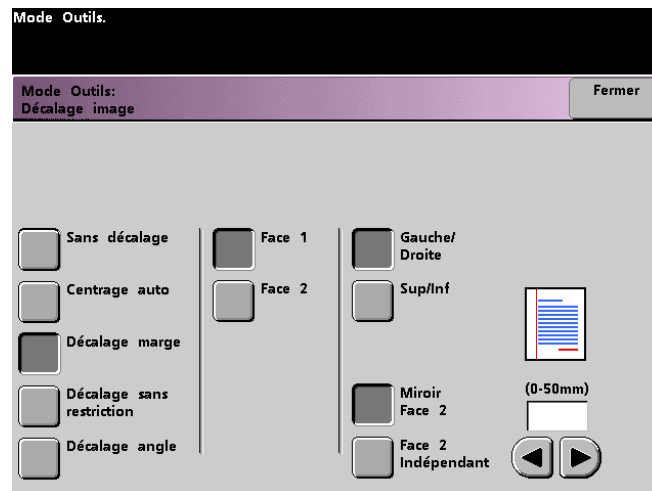 Mode Outils.
Mode Outils:
Décalage image
Fermer
Sans décalage
Centrage auto
Décalage marge
Décalage sans
restriction
Décalage angle
Face 1
Face 2
Gauche/
Droite
Sup/Inf
Miroir
Face 2
Face 2
Indépendant
(0-50mm)